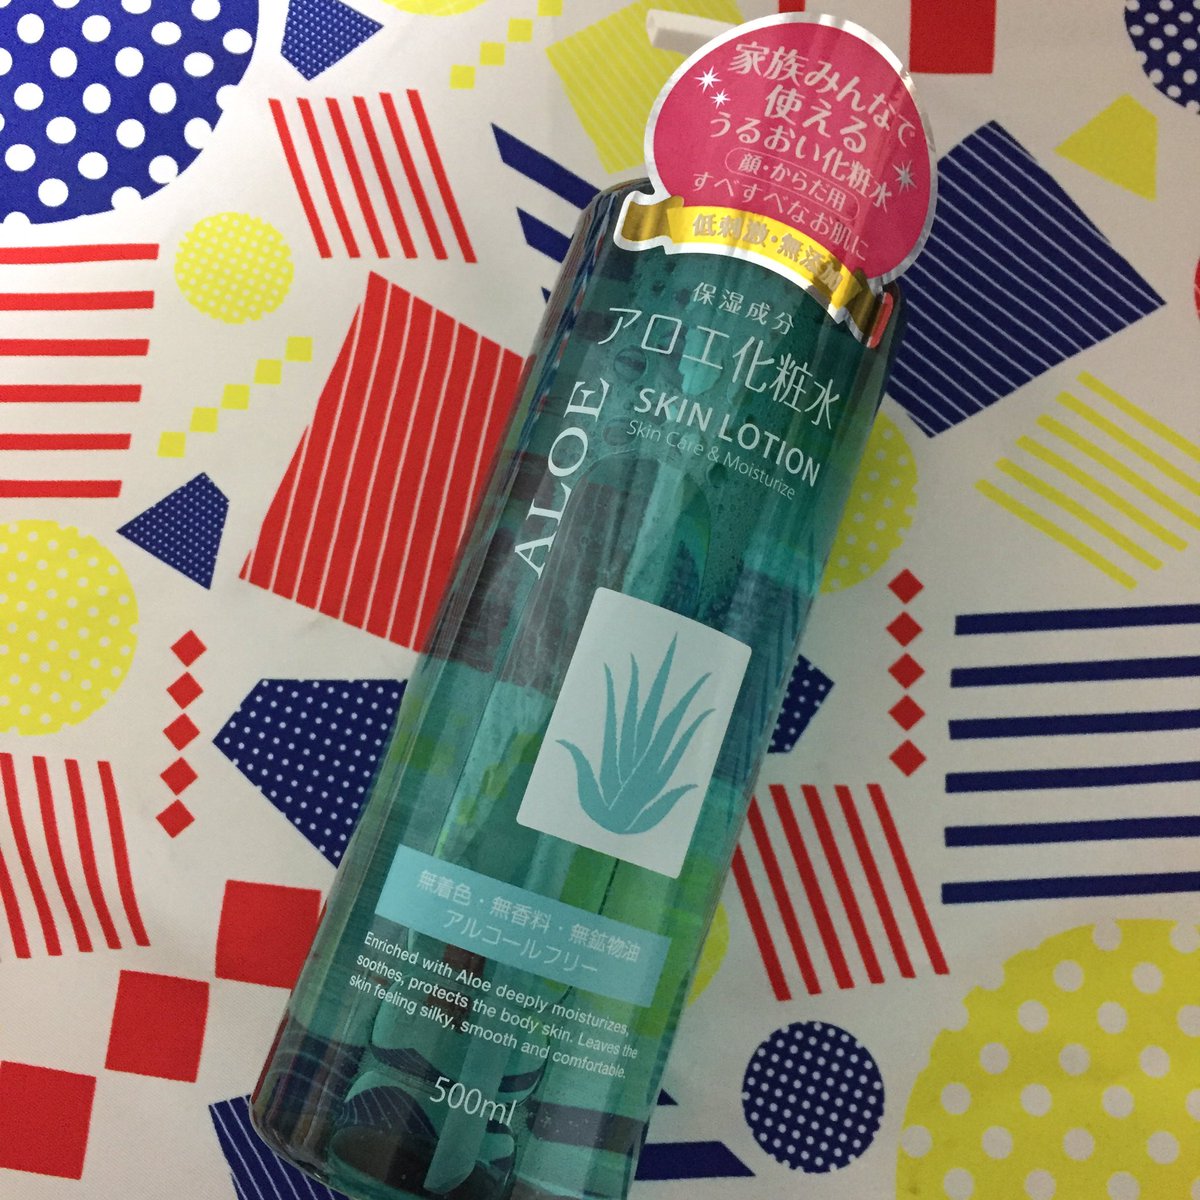 家族みんなで
使える
うるおい化粧水
顔・からだ用
すべすべなお肌に
低刺激・無添加
保湿成分
アロエ化粧水
SKIN LOTION
Skin Care & Moisturize
ALOE
無着色・無香料・無鉱物油
アルコールフリー
Enriched with Aloe deeply moisturizes,
soothes, protects the body skin. Leaves the
skin feeling silky, smooth and comfortable.
500ml